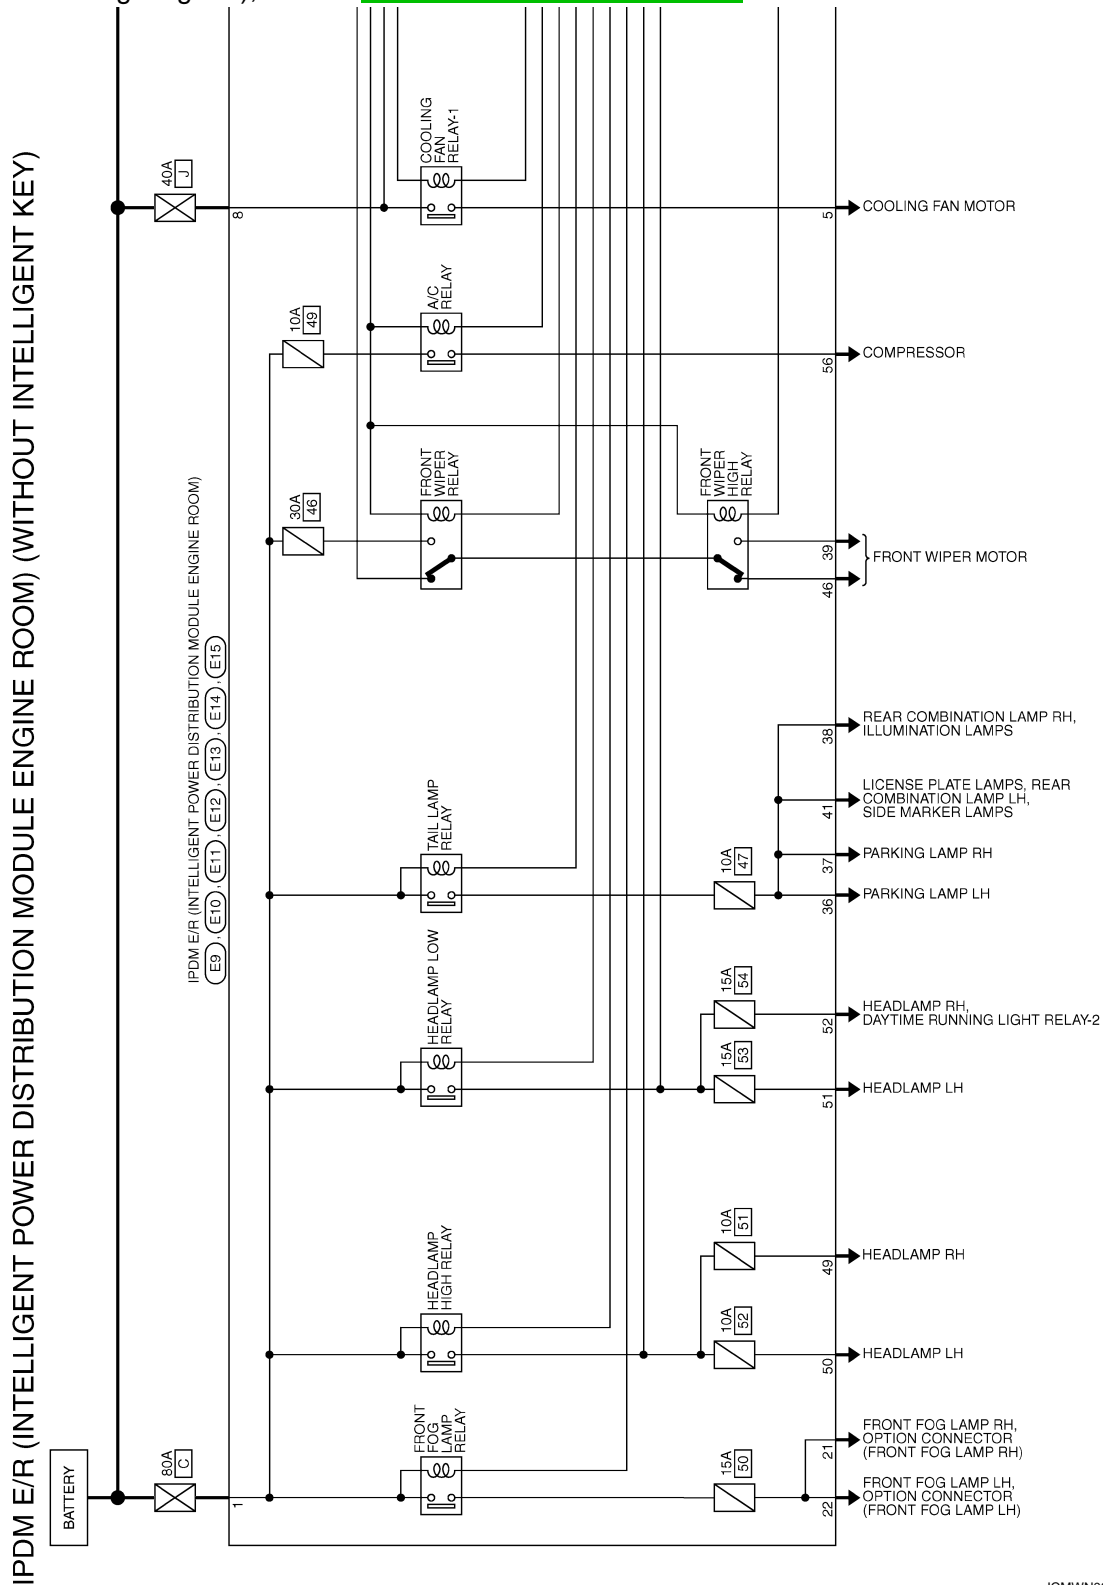 IPDM E/R (INTELLIGENT POWER DISTRIBUTION MODULE ENGINE ROOM) (WITHOUT INTELLIGENT KEY)
BATTERY
80A
C
40A
J
1
8
IPDM E/R (INTELLIGENT POWER DISTRIBUTION MODULE ENGINE ROOM)
E9 , E10 , E11 , E12 , E13 , E14 , E15
COOLING
FAN
RELAY-1
5
COOLING FAN MOTOR
10A
49
A/C
RELAY
56
COMPRESSOR
30A
46
FRONT
WIPER
RELAY
FRONT
WIPER
HIGH
RELAY
39
46
FRONT WIPER MOTOR
TAIL LAMP
RELAY
10A
47
38
REAR COMBINATION LAMP RH,
ILLUMINATION LAMPS
41
LICENSE PLATE LAMPS, REAR
COMBINATION LAMP LH,
SIDE MARKER LAMPS
37
PARKING LAMP RH
36
PARKING LAMP LH
HEADLAMP LOW
RELAY
15A
54
52
HEADLAMP RH,
DAYTIME RUNNING LIGHT RELAY-2
15A
53
51
HEADLAMP LH
HEADLAMP
HIGH RELAY
10A
51
49
HEADLAMP RH
10A
52
50
HEADLAMP LH
FRONT
FOG
LAMP
RELAY
15A
50
21
FRONT FOG LAMP RH,
OPTION CONNECTOR
(FRONT FOG LAMP RH)
22
FRONT FOG LAMP LH,
OPTION CONNECTOR
(FRONT FOG LAMP LH)